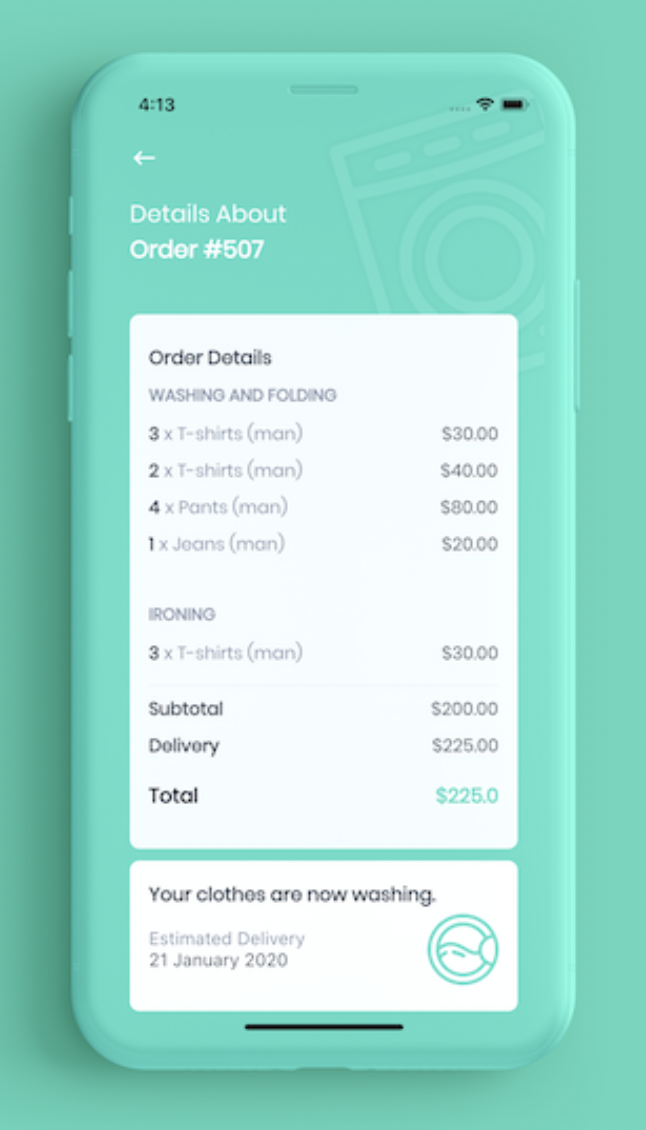 4:13
Details About
Order #507
Order Details
WASHING AND FOLDING
3 x T-shirts (man) $30.00
2 x T-shirts (man) $40.00
4 x Pants (man) $80.00
1 x Jeans (man) $20.00
IRONING
3 x T-shirts (man) $30.00
Subtotal $200.00
Delivery $225.00
Total $225.0
Your clothes are now washing.
Estimated Delivery
21 January 2020